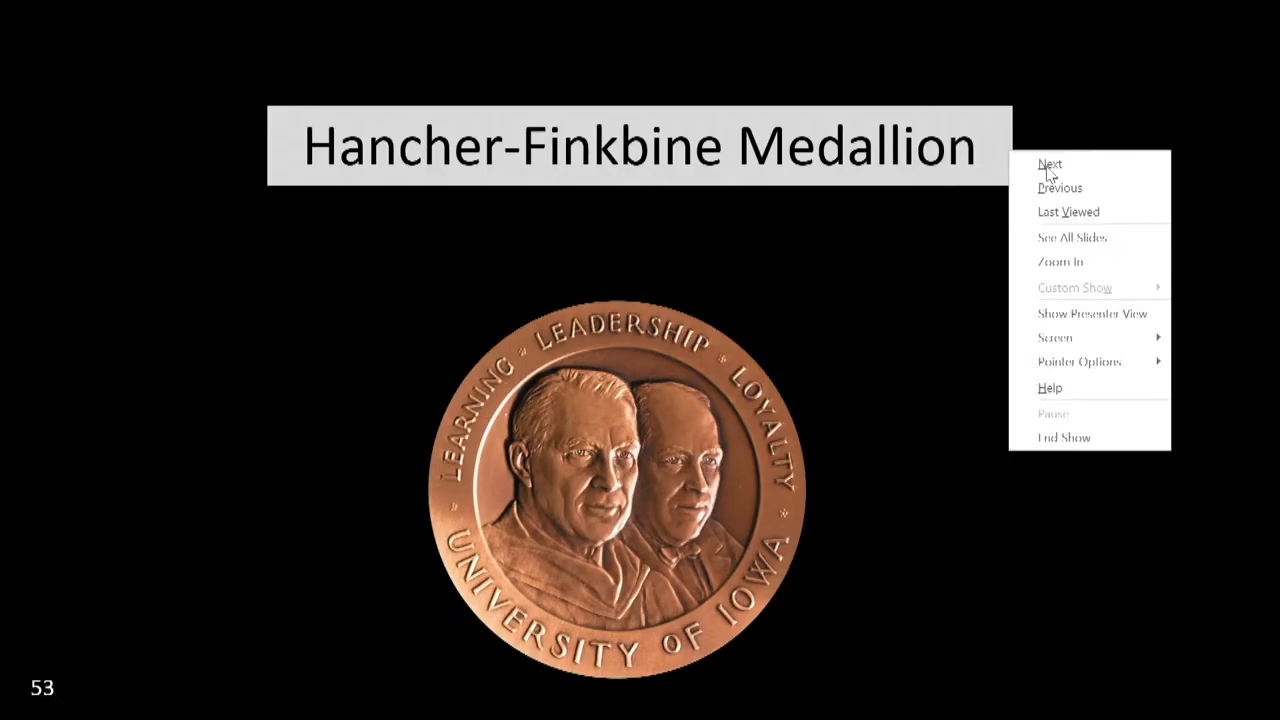 Hancher-Finkbine Medallion
Next
Previous
Last Viewed
See All Slides
Zoom In
Custom Show
Show Presenter View
Screen
Pointer Options
Help
Pause
End Show
LEARNING * LEADERSHIP * LOYALTY *
UNIVERSITY OF IOWA *
53